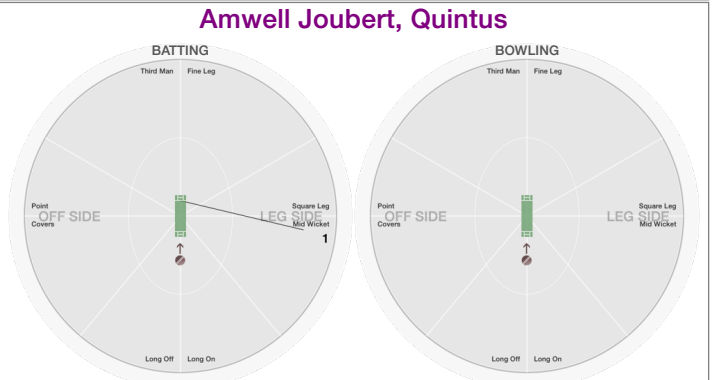 Amwell Joubert, Quintus
BATTING
Third Man Fine Leg
Point
OFF SIDE
Covers
Square Leg
LEG SIDE
Mid Wicket
1
Long Off Long On
BOWLING
Third Man Fine Leg
Point
OFF SIDE
Covers
Square Leg
LEG SIDE
Mid Wicket
Long Off Long On